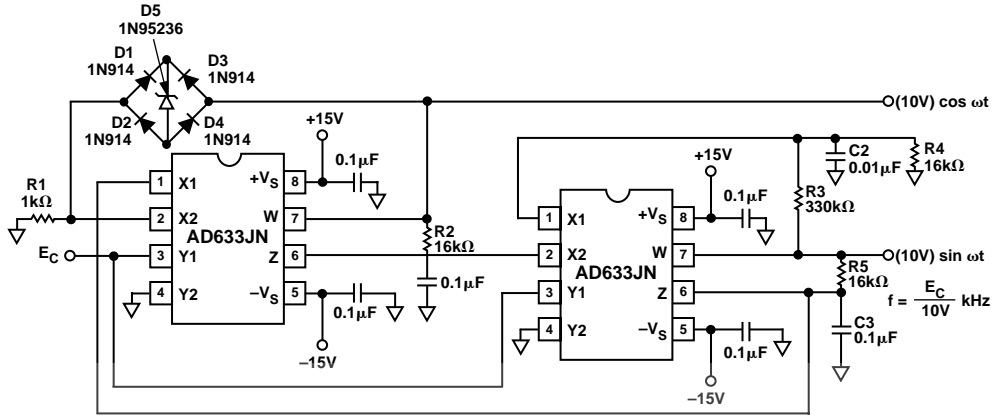 D5
1N95236
D1
1N914
D3
1N914
D2
1N914
D4
1N914
(10V) cos ωt
+15V
0.1µF
R1
1kΩ
1 X1
2 X2
3 Y1
4 Y2
+VS 8
W 7
Z 6
–VS 5
AD633JN
EC
R2
16kΩ
0.1µF
0.1µF
–15V
+15V
0.1µF
1 X1
2 X2
3 Y1
4 Y2
+VS 8
W 7
Z 6
–VS 5
AD633JN
R3
330kΩ
C2
0.01µF
R4
16kΩ
(10V) sin ωt
R5
16kΩ
f = EC
10V kHz
C3
0.1µF
0.1µF
–15V